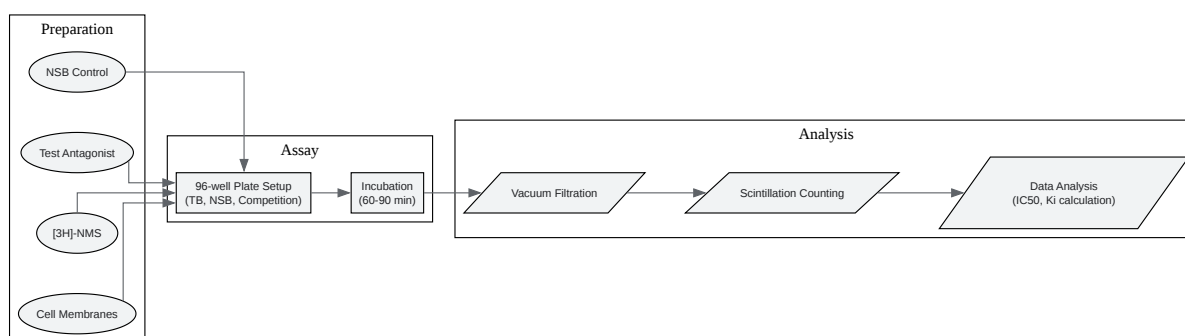 Preparation
NSB Control
Test Antagonist
[3H]-NMS
Cell Membranes
Assay
96-well Plate Setup
(TB, NSB, Competition)
Incubation
(60-90 min)
Analysis
Vacuum Filtration
Scintillation Counting
Data Analysis
(IC50, Ki calculation)